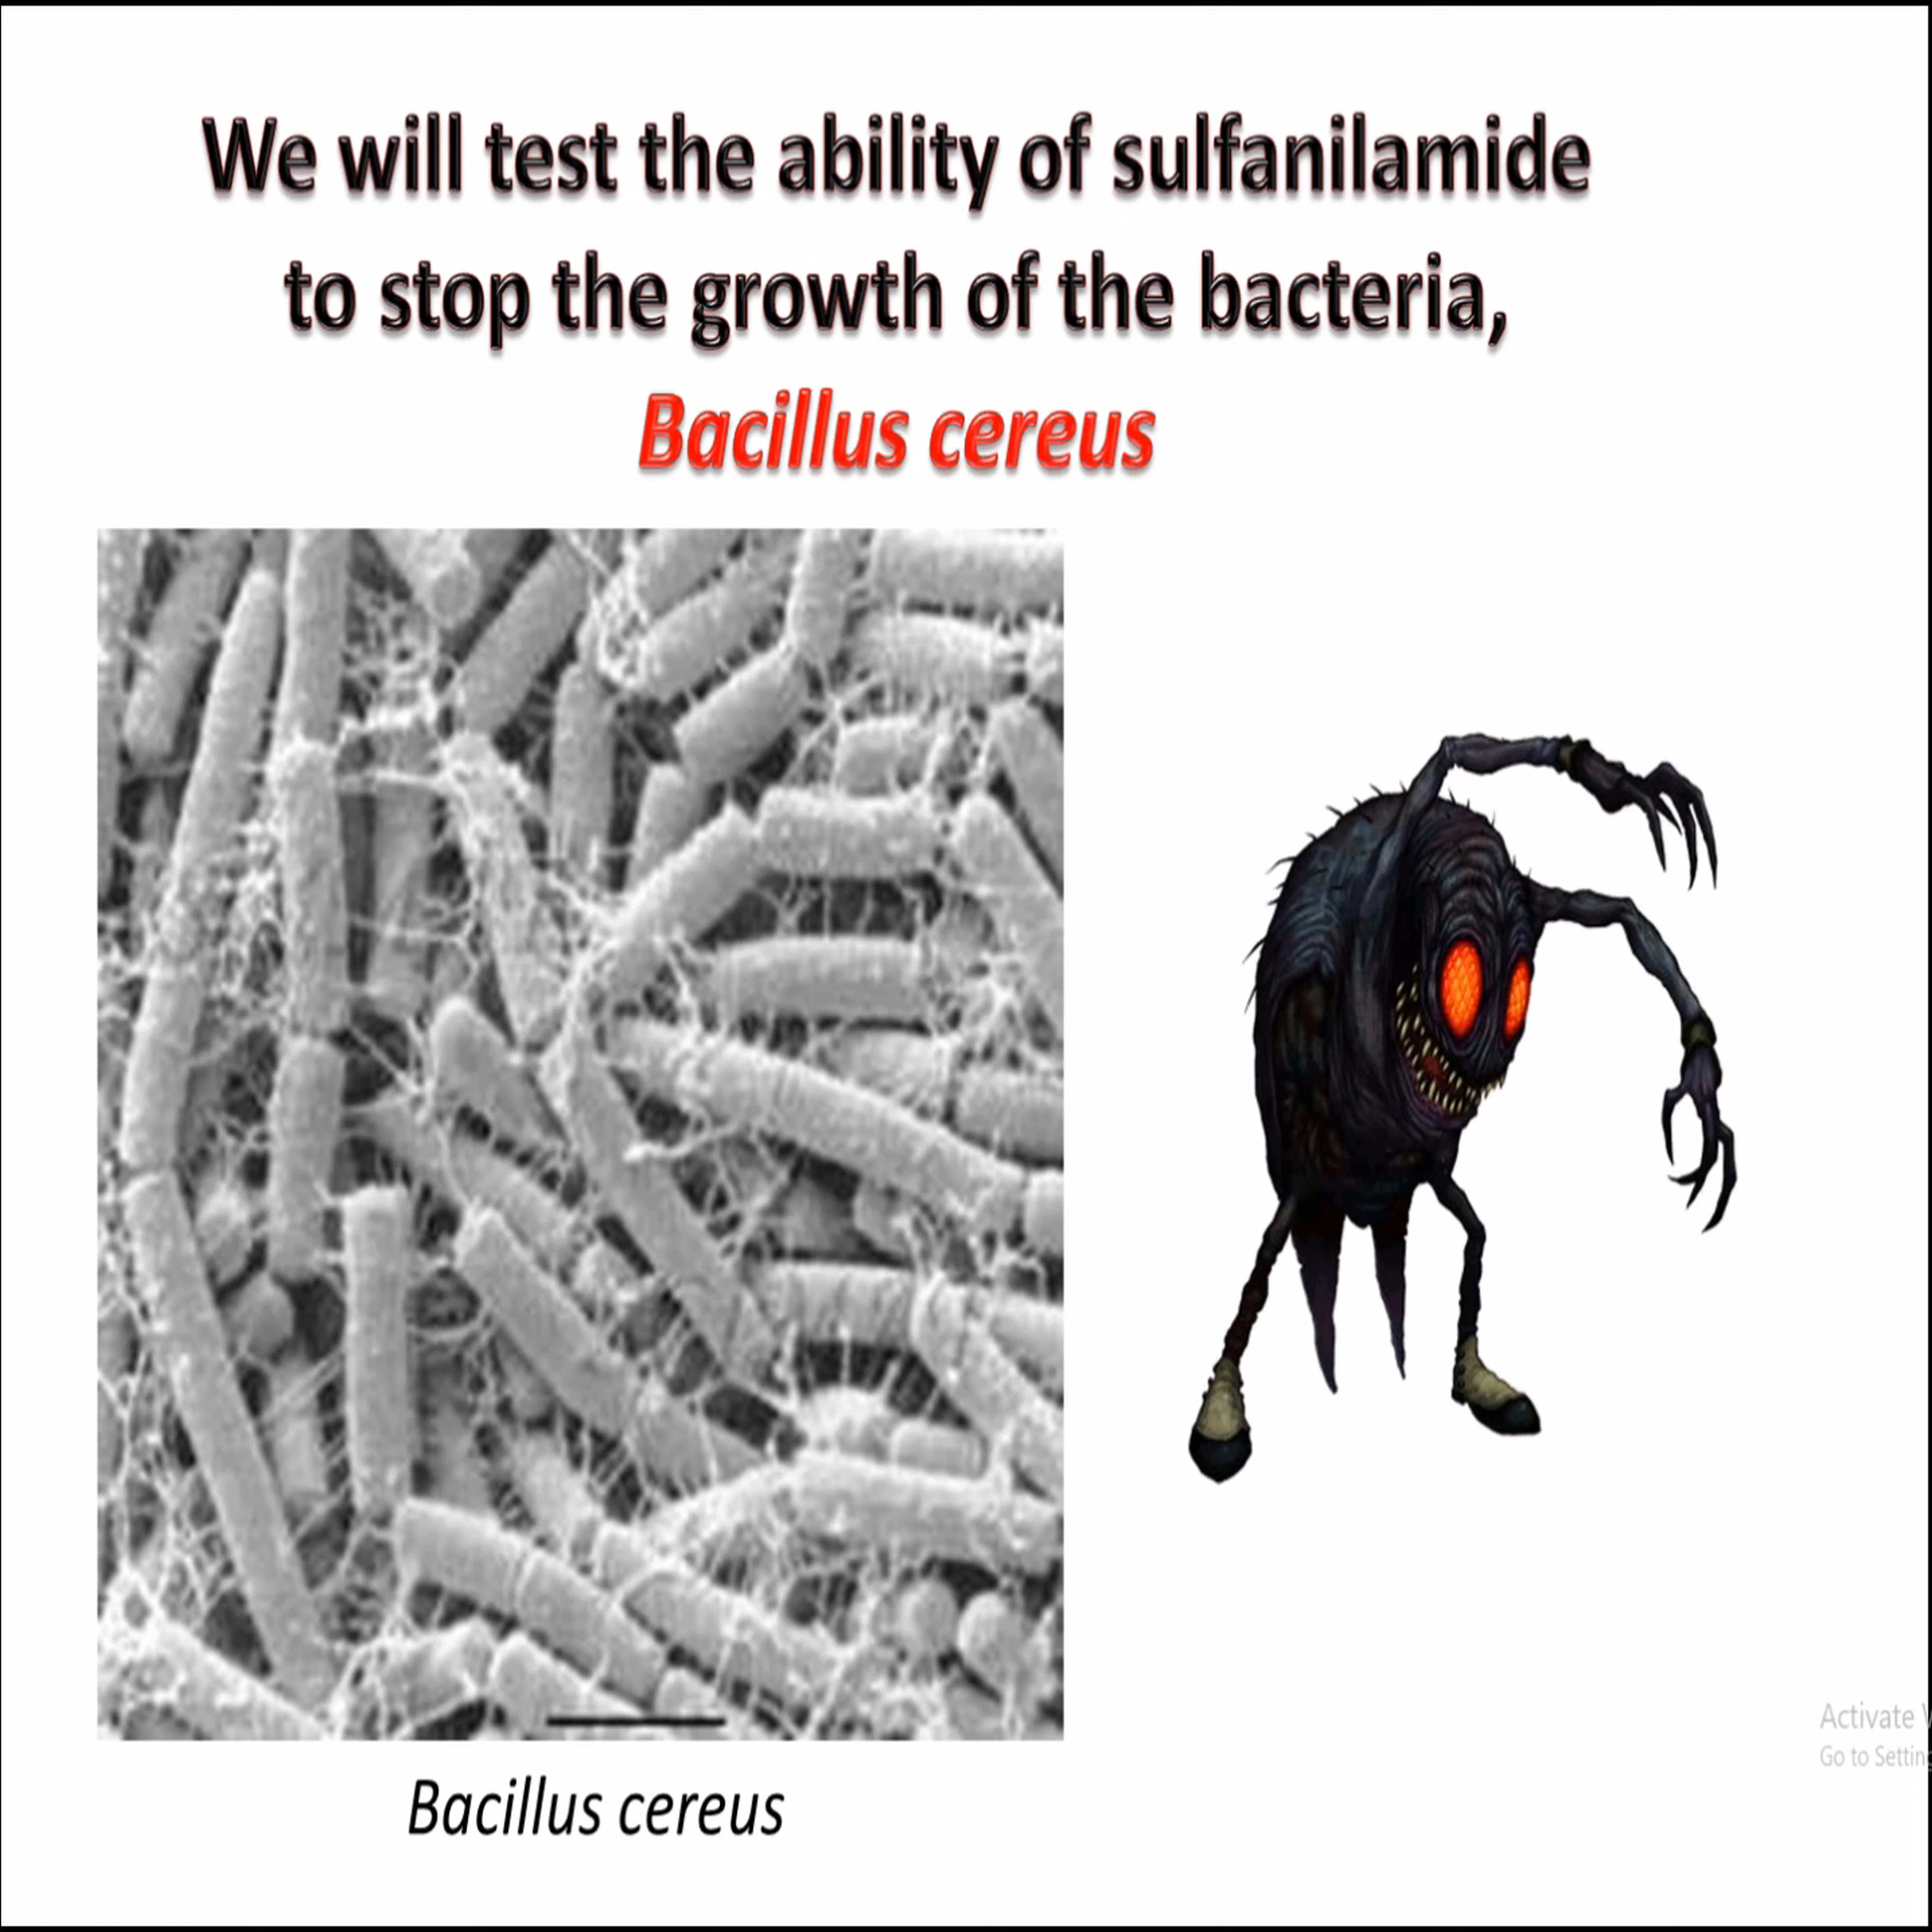 We will test the ability of sulfanilamide
to stop the growth of the bacteria,
Bacillus cereus
Bacillus cereus
Activate
Go to